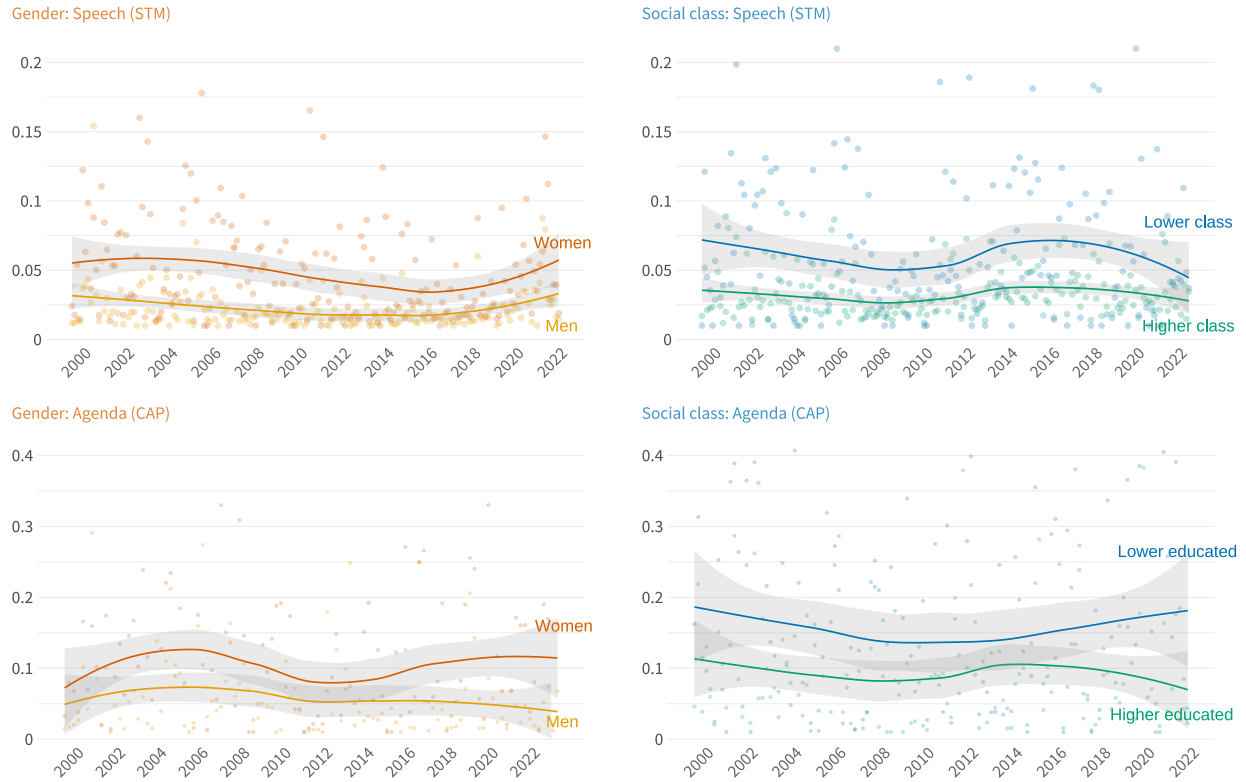 Gender: Speech (STM)
0.2
0.15
0.1
0.05
0
Women
Men
2000 2002 2004 2006 2008 2010 2012 2014 2016 2018 2020 2022
Social class: Speech (STM)
0.2
0.15
0.1
0.05
0
Lower class
Higher class
2000 2002 2004 2006 2008 2010 2012 2014 2016 2018 2020 2022
Gender: Agenda (CAP)
0.4
0.3
0.2
0.1
0
Women
Men
2000 2002 2004 2006 2008 2010 2012 2014 2016 2018 2020 2022
Social class: Agenda (CAP)
0.4
0.3
0.2
0.1
0
Lower educated
Higher educated
2000 2002 2004 2006 2008 2010 2012 2014 2016 2018 2020 2022